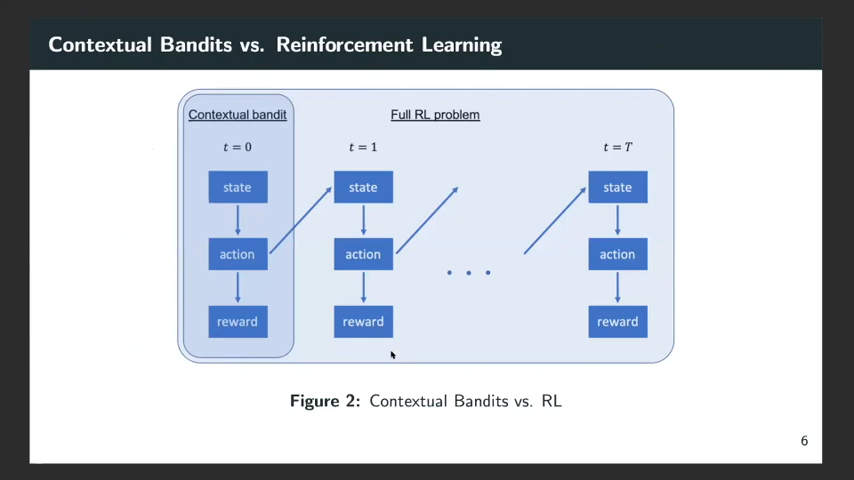 Contextual Bandits vs. Reinforcement Learning
Contextual bandit
Full RL problem
t = 0
t = 1
t = T
state
state
state
action
action
action
. . .
reward
reward
reward
Figure 2: Contextual Bandits vs. RL
6